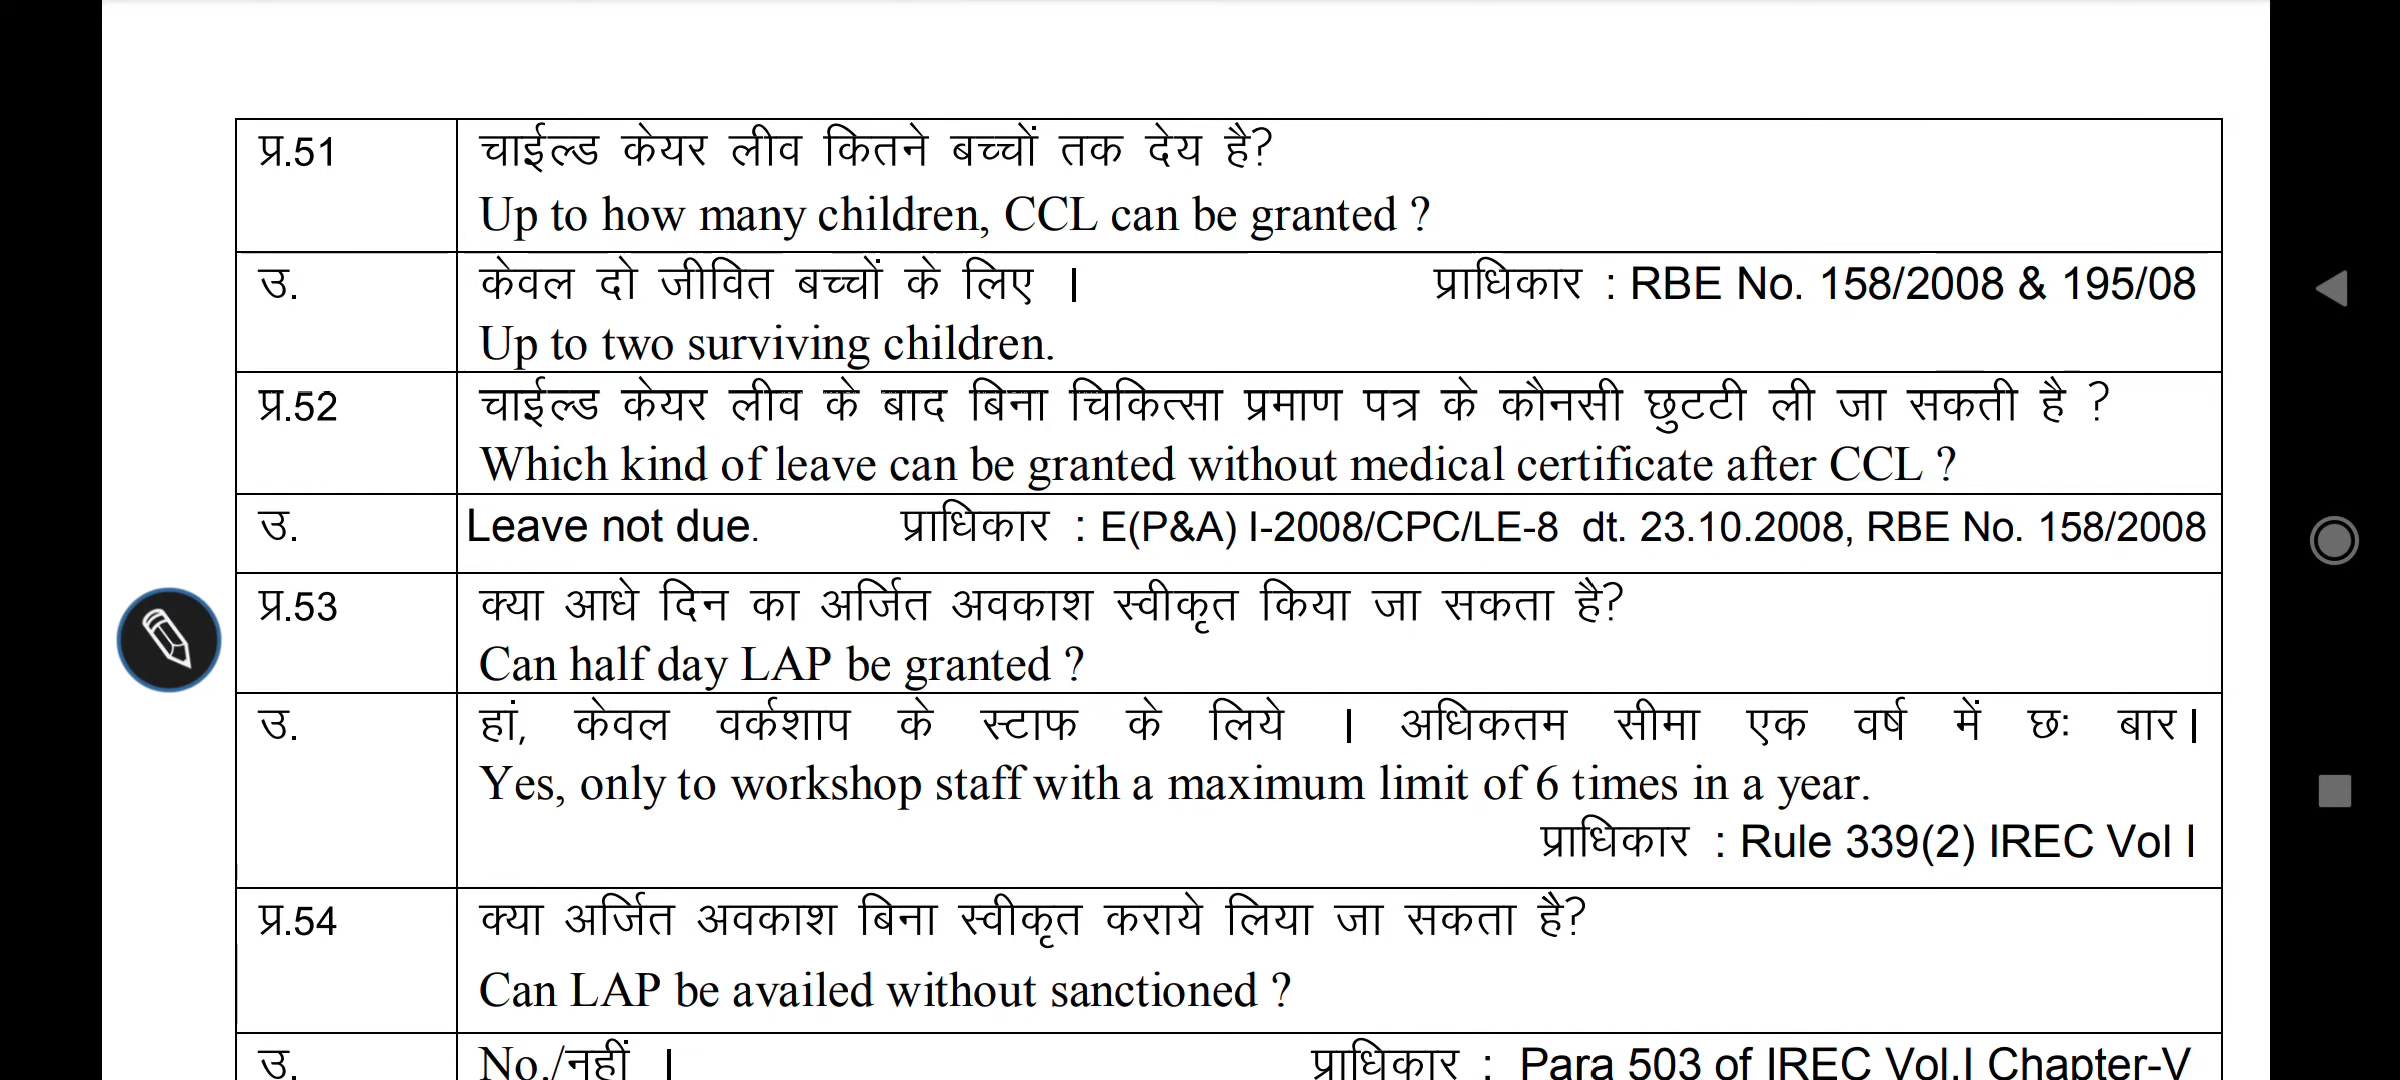 प्र.51 चाईल्ड केयर लीव कितने बच्चों तक देय है?
Up to how many children, CCL can be granted ?
उ. केवल दो जीवित बच्चों के लिए । प्राधिकार : RBE No. 158/2008 & 195/08
Up to two surviving children.
प्र.52 चाईल्ड केयर लीव के बाद बिना चिकित्सा प्रमाण पत्र के कौनसी छुटटी ली जा सकती है ?
Which kind of leave can be granted without medical certificate after CCL ?
उ. Leave not due. प्राधिकार : E(P&A) I-2008/CPC/LE-8 dt. 23.10.2008, RBE No. 158/2008
प्र.53 क्या आधे दिन का अर्जित अवकाश स्वीकृत किया जा सकता है?
Can half day LAP be granted ?
उ. हां, केवल वर्कशाप के स्टाफ के लिये । अधिकतम सीमा एक वर्ष में छः बार।
Yes, only to workshop staff with a maximum limit of 6 times in a year.
प्राधिकार : Rule 339(2) IREC Vol I
प्र.54 क्या अर्जित अवकाश बिना स्वीकृत कराये लिया जा सकता है?
Can LAP be availed without sanctioned ?
उ. No./नहीं । प्राधिकार : Para 503 of IREC Vol.I Chapter-V